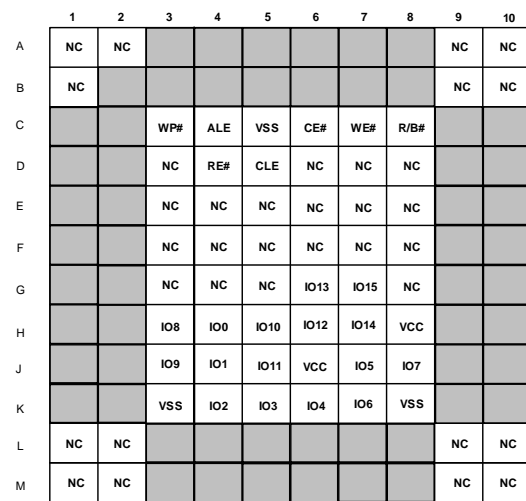 1 2 3 4 5 6 7 8 9 10
A NC NC NC NC
B NC NC NC
C WP# ALE VSS CE# WE# R/B#
D NC RE# CLE NC NC NC
E NC NC NC NC NC NC
F NC NC NC NC NC NC
G NC NC NC IO13 IO15 NC
H IO8 IO0 IO10 IO12 IO14 VCC
J IO9 IO1 IO11 VCC IO5 IO7
K VSS IO2 IO3 IO4 IO6 VSS
L NC NC NC NC
M NC NC NC NC